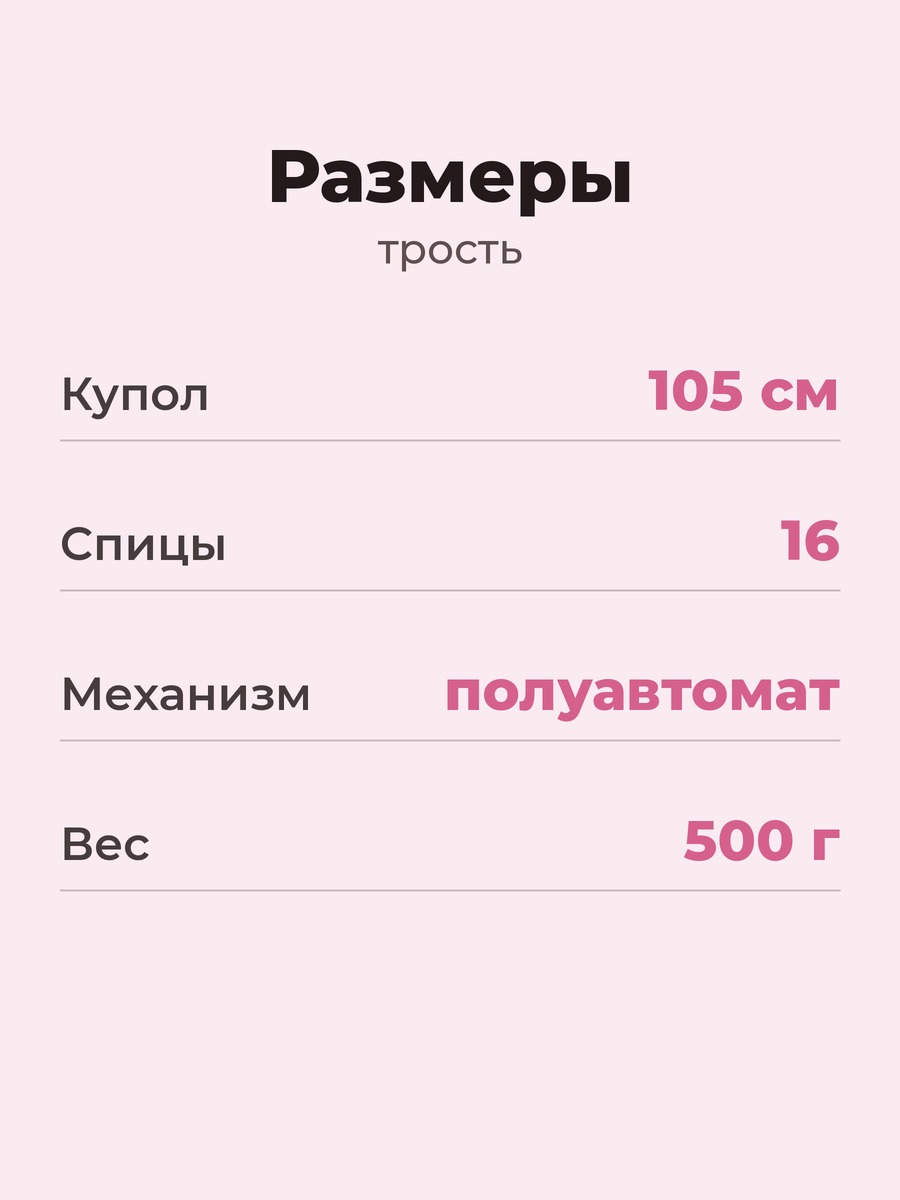 Размеры
трость
Купол 105 см
Спицы 16
Механизм полуавтомат
Вес 500 г